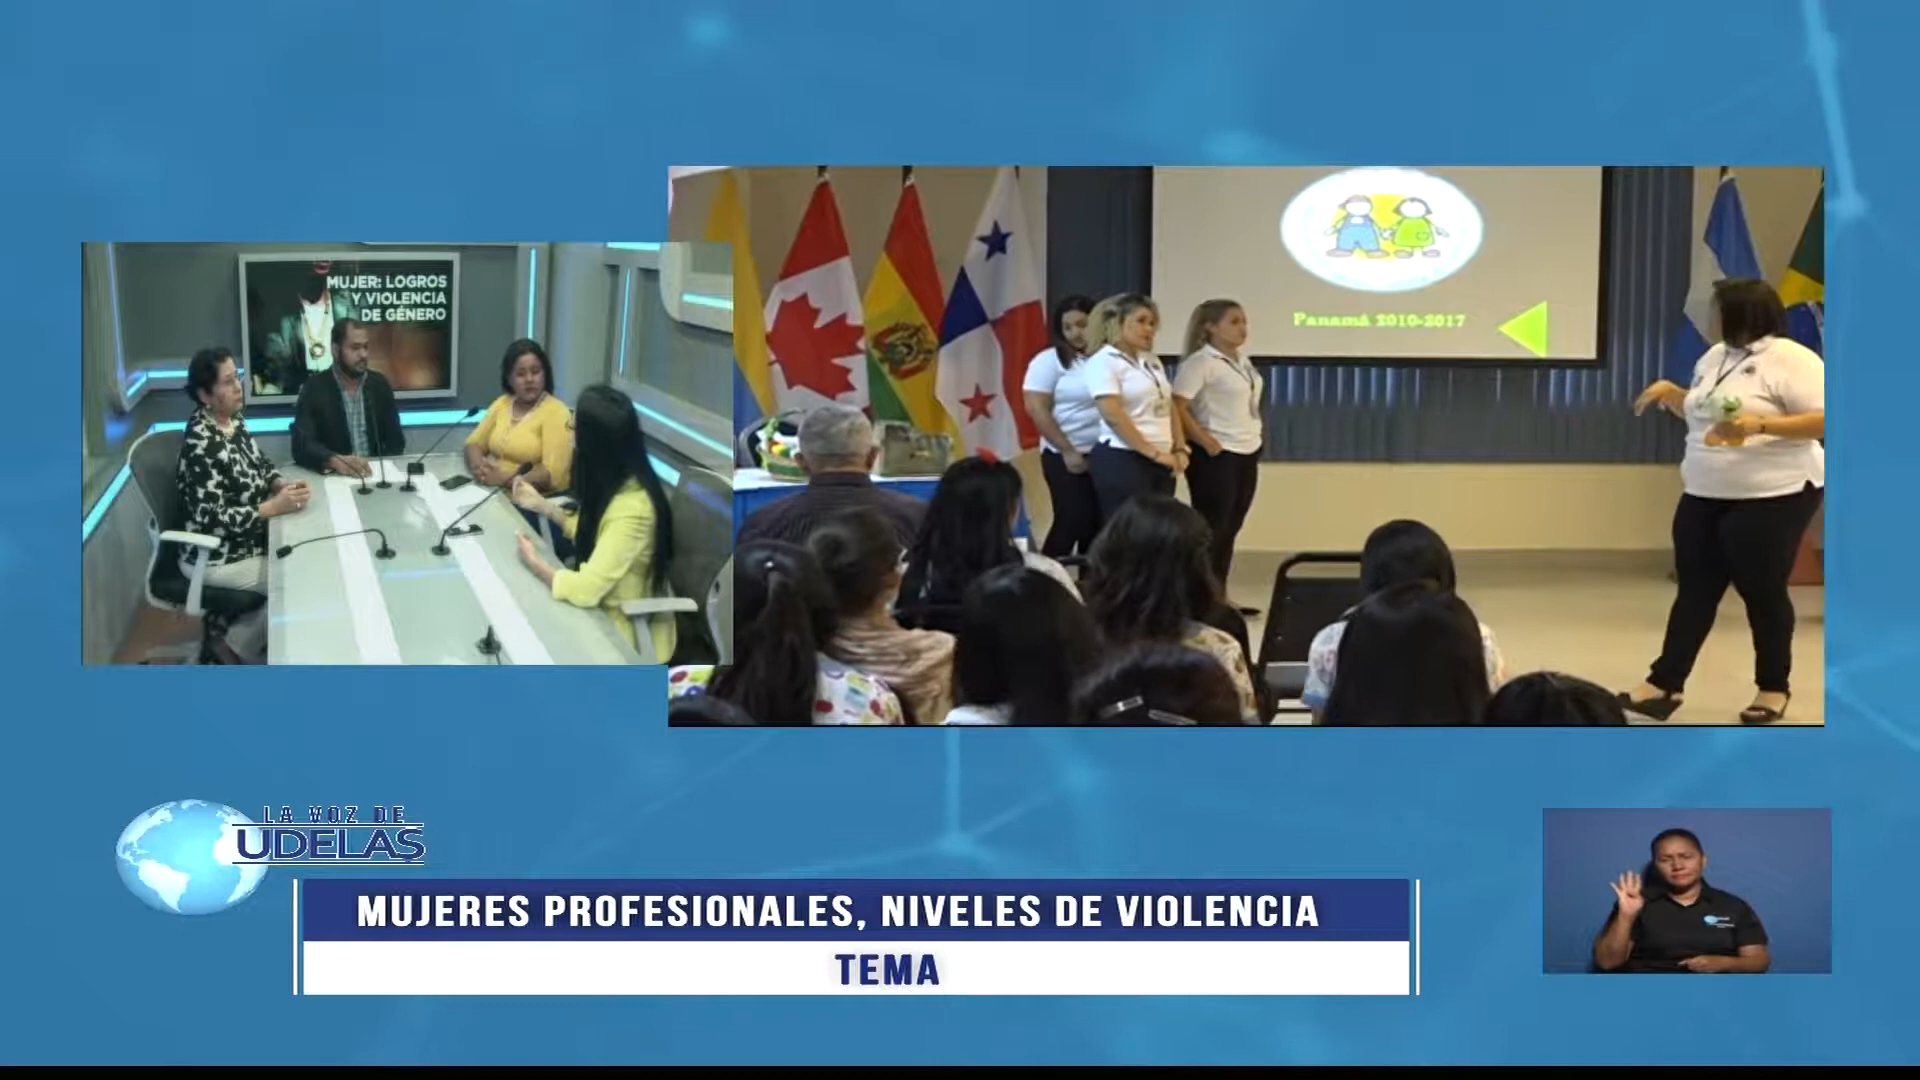 MUJER: LOGROS
Y VIOLENCIA
DE GÉNERO
Panamá 2010-2017
LA VOZ DE
UDELAS
MUJERES PROFESIONALES, NIVELES DE VIOLENCIA
TEMA